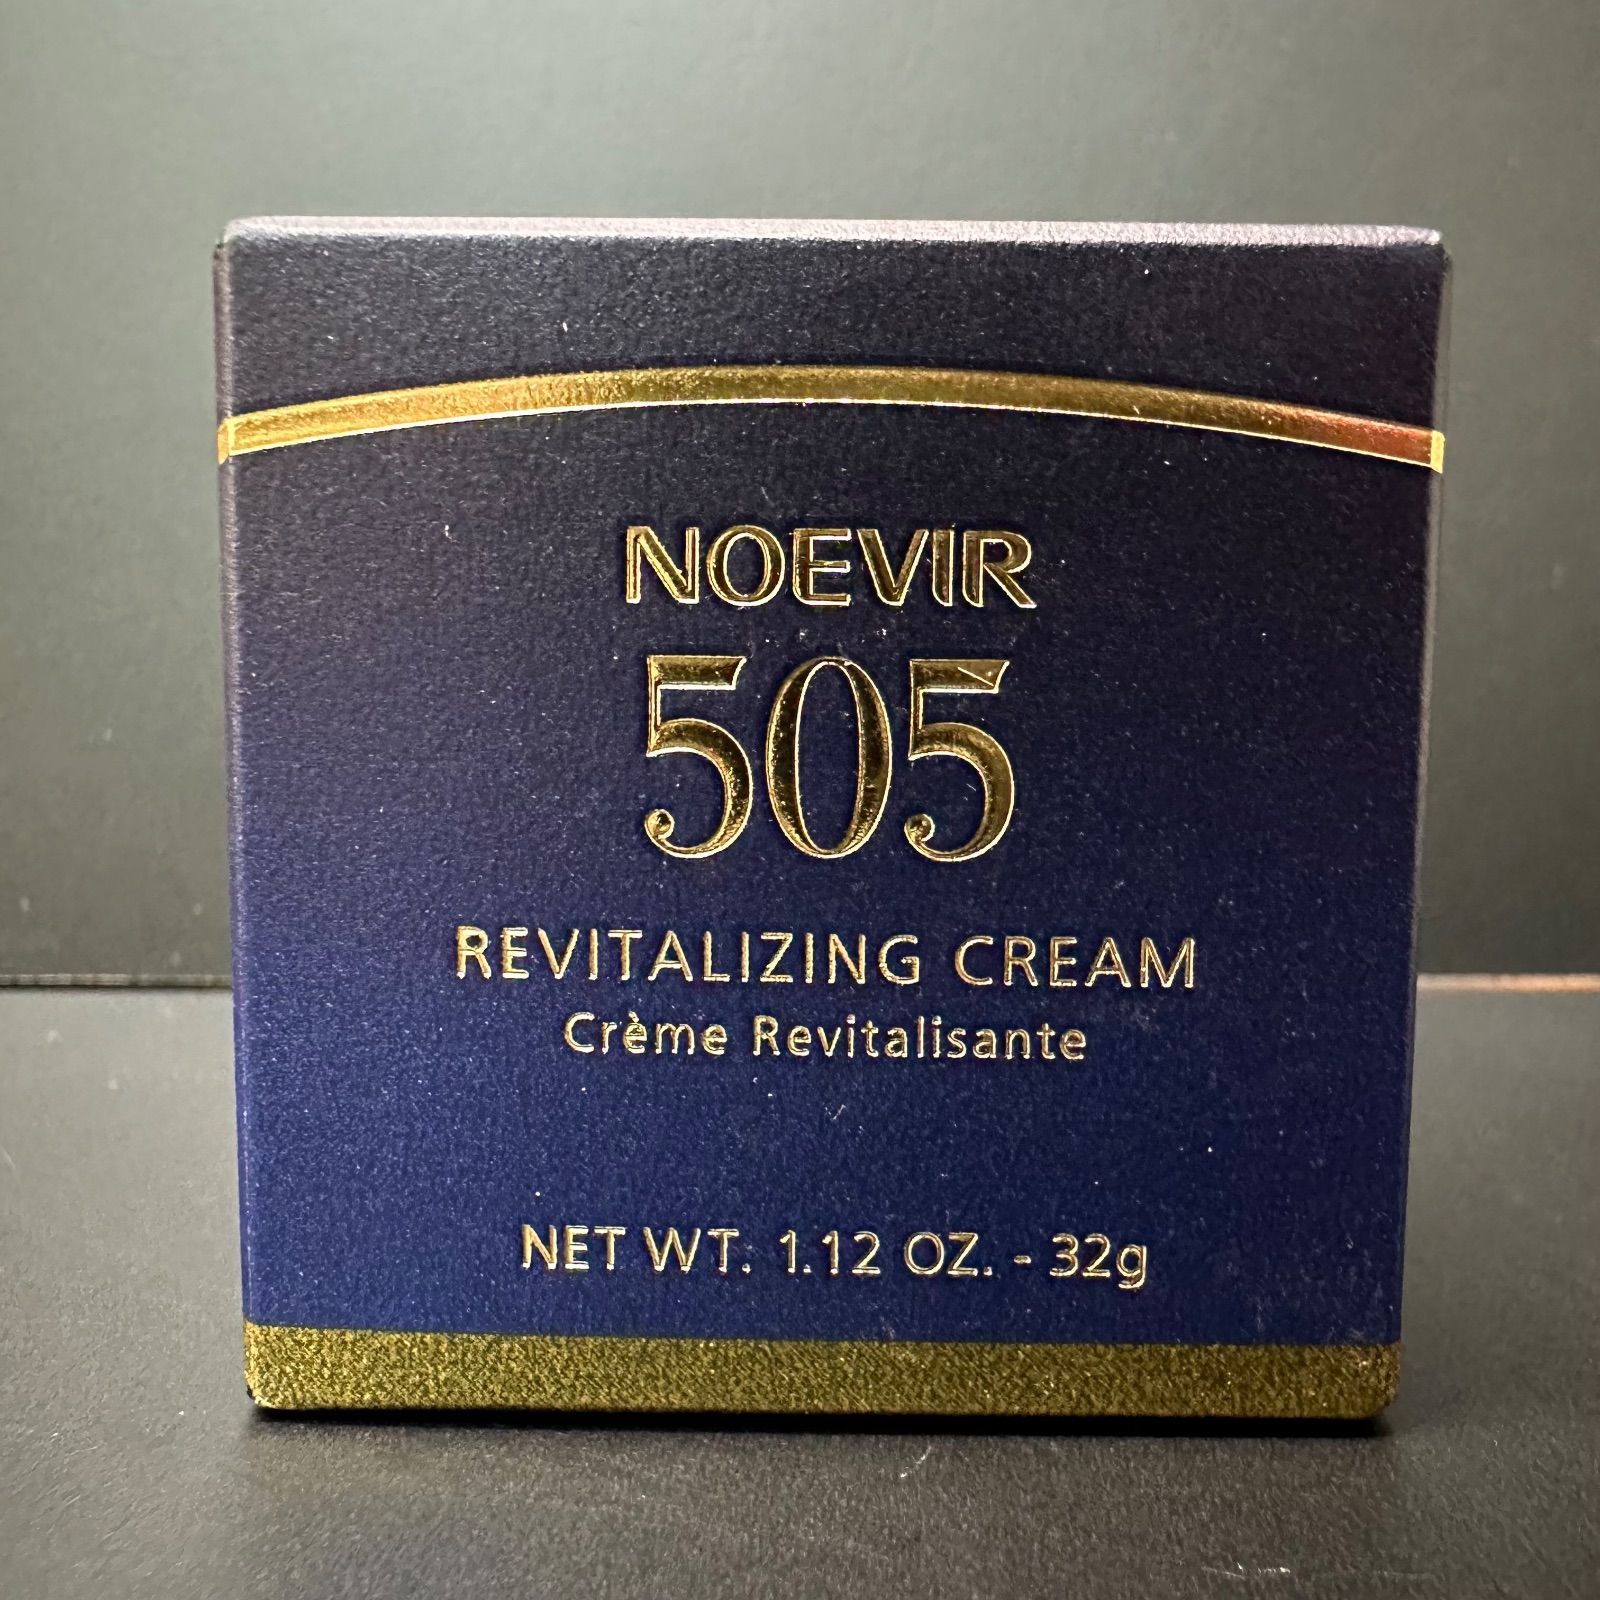 NOEVIR
505
REVITALIZING CREAM
Crème Revitalisante
NET WT. 1.12 OZ. - 32g